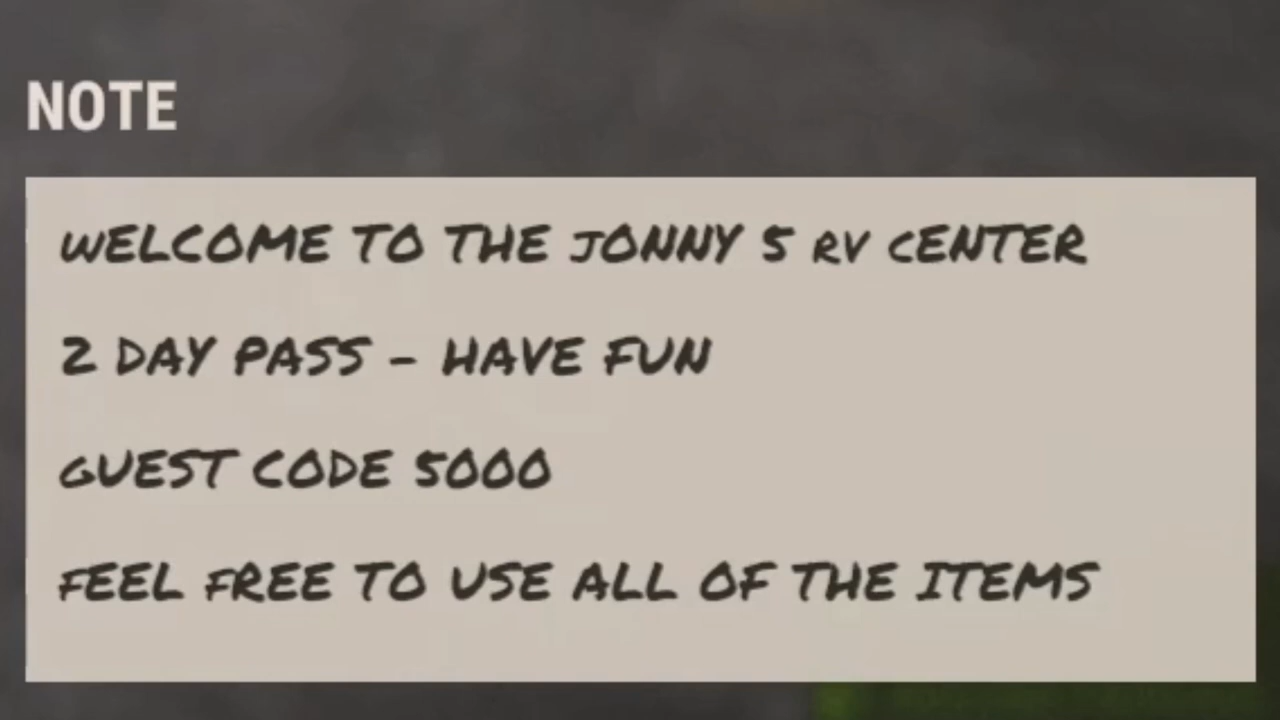 NOTE
WELCOME TO THE JONNY 5 RV CENTER
2 DAY PASS - HAVE FUN
GUEST CODE 5000
FEEL FREE TO USE ALL OF THE ITEMS